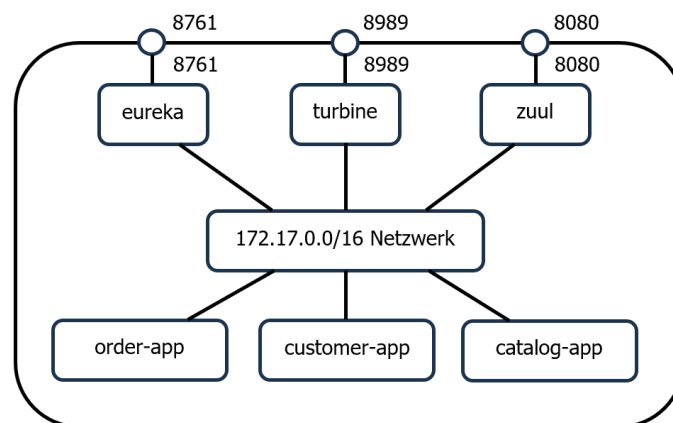 8761
8989
8080
8761
8989
8080
eureka
turbine
zuul
172.17.0.0/16 Netzwerk
order-app
customer-app
catalog-app